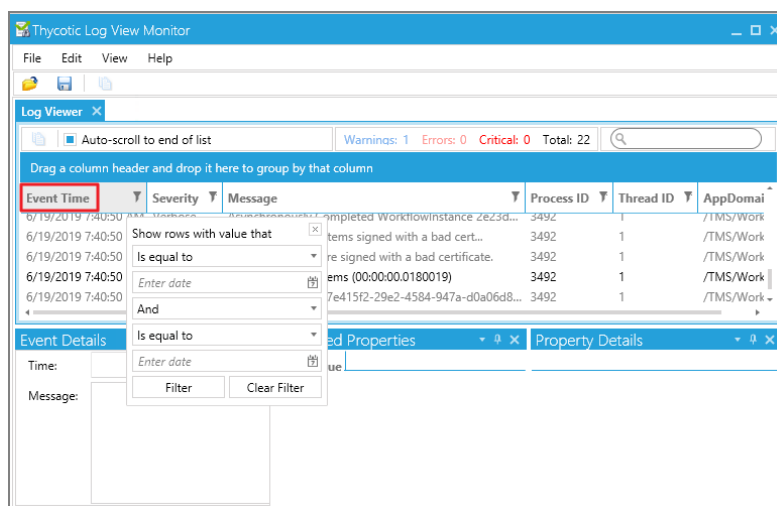 Thycotic Log View Monitor
File Edit View Help
Log Viewer
Auto-scroll to end of list Warnings: 1 Errors: 0 Critical: 0 Total: 22
Drag a column header and drop it here to group by that column
Event Time Severity Message Process ID Thread ID AppDomai
6/19/2019 7:40:50 AM Verbose Asynchronously Completed WorkflowInstance 2e23d... 3492 1 /TMS/Work
6/19/2019 7:40:50 tems signed with a bad cert... 3492 1 /TMS/Work
6/19/2019 7:40:50 re signed with a bad certificate. 3492 1 /TMS/Work
6/19/2019 7:40:50 ems (00:00:00.0180019) 3492 1 /TMS/Work
6/19/2019 7:40:50 7e415f2-29e2-4584-947a-d0a06d8... 3492 1 /TMS/Work
Show rows with value that
Is equal to
Enter date
And
Is equal to
Enter date
Filter Clear Filter
Event Details ed Properties Property Details
Time: ue
Message: